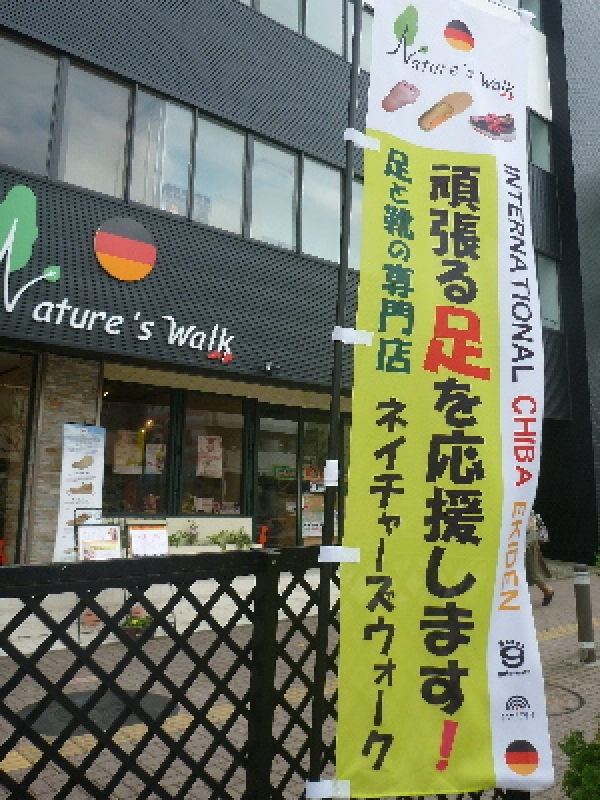 Nature's Walk
Nature's Walk
INTERNATIONAL CHIBA EKIDEN
頑張る足を応援します!
足と靴の専門店
ネイチャーズウォーク